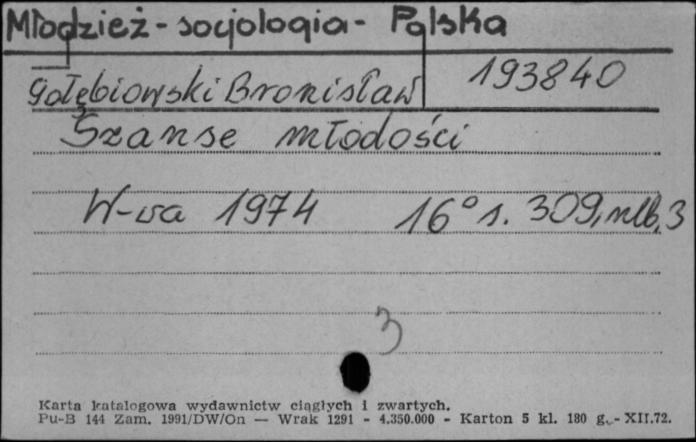 Młodzież - socjologia - Polska
Gołębiowski Bronisław 193840
Szanse młodości
W-wa 1974 16° s. 309, nlb. 3
3
Karta katalogowa wydawnictw ciągłych i zwartych.
Pu-B 144 Zam. 1991/DW/On — Wrak 1291 - 4.350.000 - Karton 5 kl. 180 g. - XII.72.